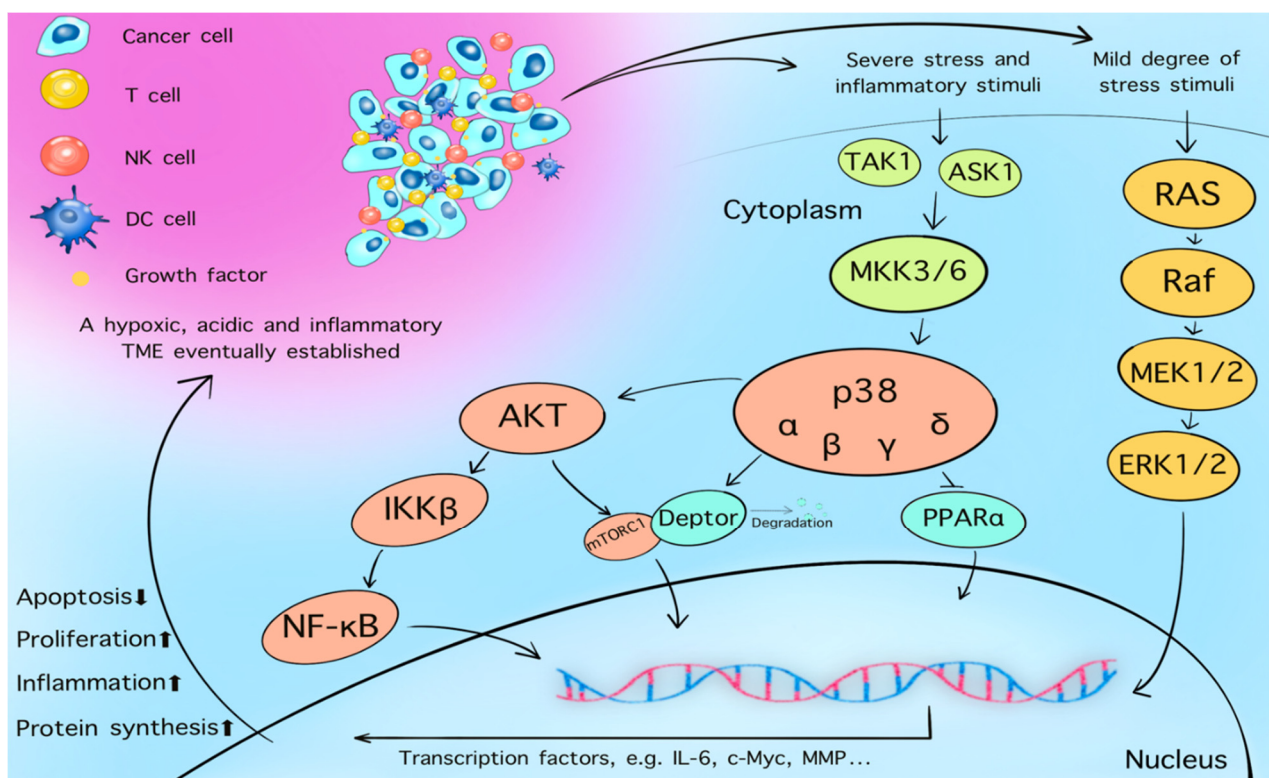 Cancer cell
T cell
NK cell
DC cell
Growth factor
A hypoxic, acidic and inflammatory
TME eventually established
Severe stress and
inflammatory stimuli
Mild degree of
stress stimuli
TAK1
ASK1
Cytoplasm
MKK3/6
p38
α
β
γ
δ
RAS
Raf
MEK1/2
ERK1/2
AKT
IKKβ
NF-κB
mTORC1
Deptor
Degradation
PPARα
Apoptosis⬇
Proliferation⬆
Inflammation⬆
Protein synthesis⬆
Transcription factors, e.g. IL-6, c-Myc, MMP...
Nucleus